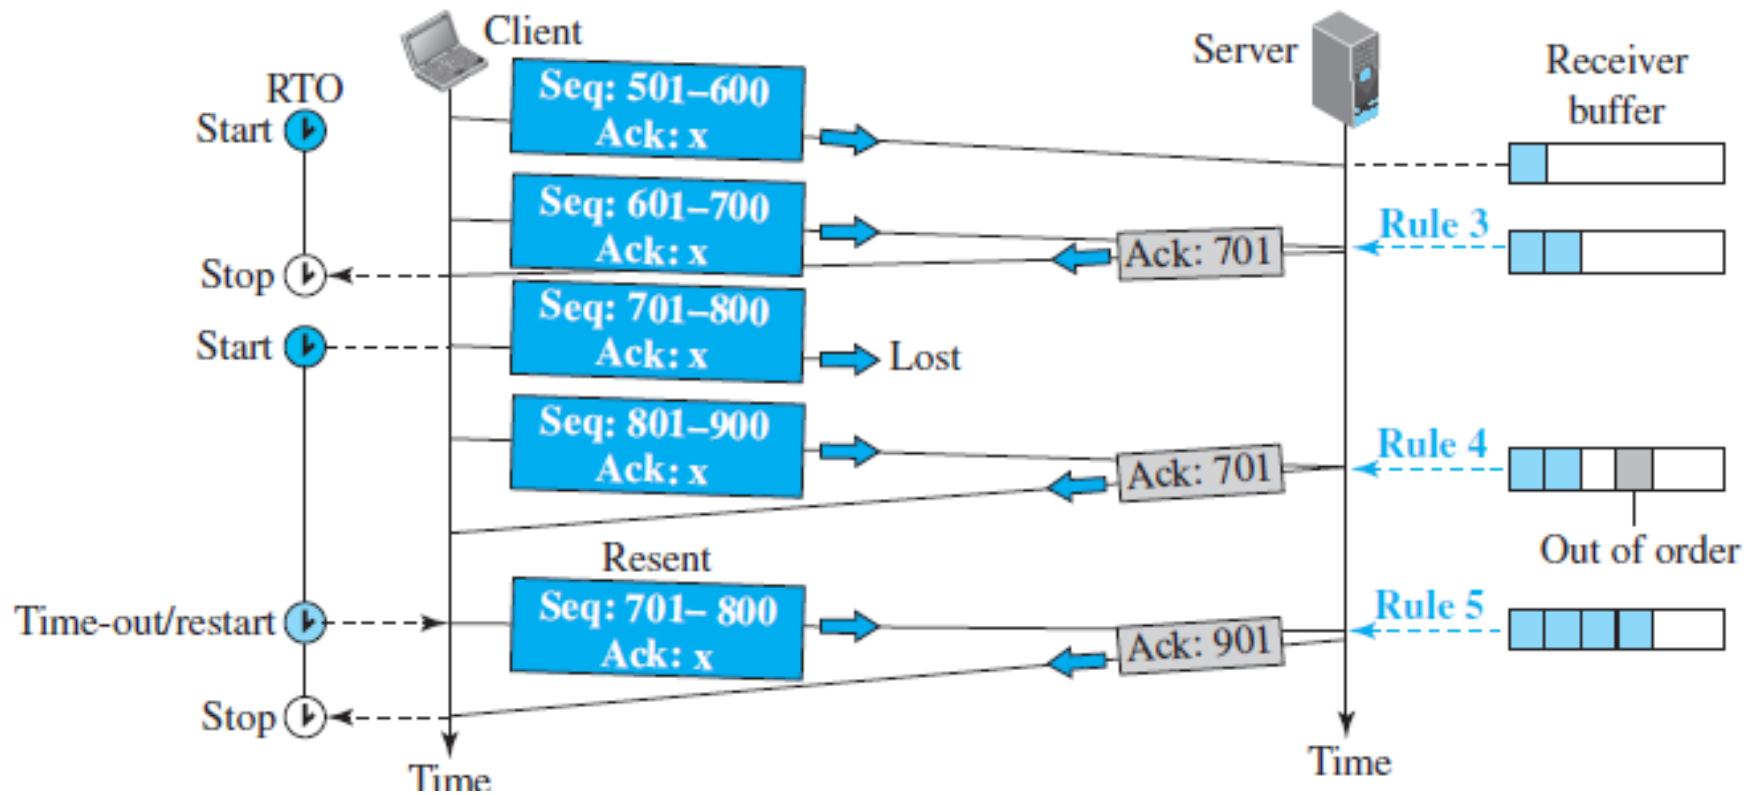 Client
Server
Receiver
buffer
RTO
Start
Seq: 501–600
Ack: x
Seq: 601–700
Ack: x
Rule 3
Ack: 701
Stop
Seq: 701–800
Ack: x
Start
Lost
Seq: 801–900
Ack: x
Rule 4
Ack: 701
Out of order
Resent
Seq: 701– 800
Ack: x
Rule 5
Time-out/restart
Ack: 901
Stop
Time
Time